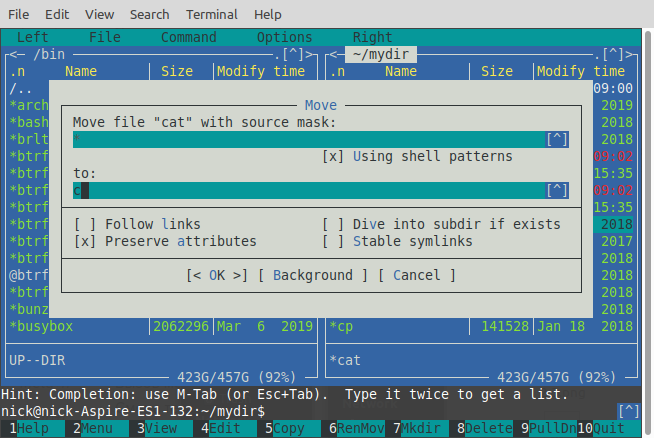 File Edit View Search Terminal Help
Left File Command Options Right
<─ /bin .[^]> <─ ~/mydir .[^]>
.n Name Size Modify time .n Name Size Modify time
/.. 09:00
*arch 2019
*bash Move file "cat" with source mask: 2018
Move
*brlt * [^] 2018
*btrf [x] Using shell patterns 09:02
*btrf to: 15:35
*btrf c [^] 09:02
*btrf 15:35
*btrf [ ] Follow links [ ] Dive into subdir if exists 2018
*btrf [x] Preserve attributes [ ] Stable symlinks 2017
*btrf 2018
@btrf [< OK >] [ Background ] [ Cancel ] 2018
*btrf 2018
*bunz 2018
*busybox 2062296 Mar 6 2019 *cp 141528 Jan 18 2018
UP--DIR *cat
423G/457G (92%) 423G/457G (92%)
Hint: Completion: use M-Tab (or Esc+Tab). Type it twice to get a list.
nick@nick-Aspire-ES1-132:~/mydir$ [^]
1Help 2Menu 3View 4Edit 5Copy 6RenMov 7Mkdir 8Delete 9PullDn 10Quit